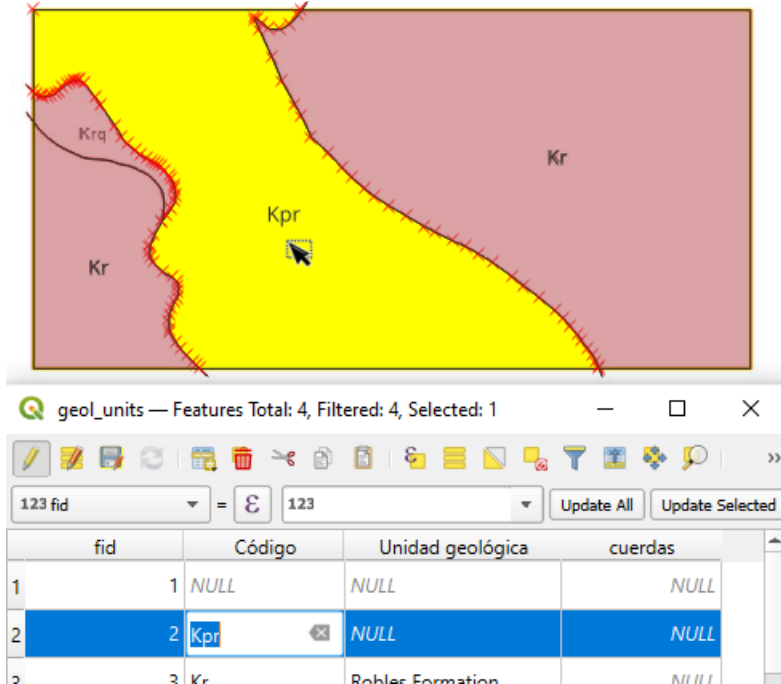 Krq
Kr
Kpr
Kr
geol_units — Features Total: 4, Filtered: 4, Selected: 1
123 fid = ε 123 Update All Update Selected
fid Código Unidad geológica cuerdas
1 1 NULL NULL NULL
2 2 Kpr NULL NULL
3 3 Kr Robles Formation NULL